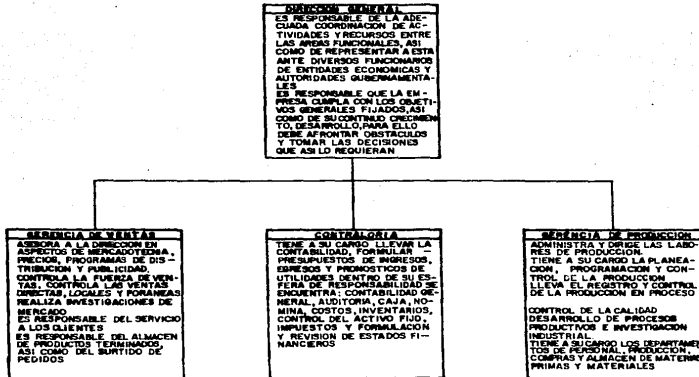 DIRECCION GENERAL
ES RESPONSABLE DE LA ADE-
CUADA COORDINACION DE AC-
TIVIDADES Y RECURSOS ENTRE
LAS AREAS FUNCIONALES, ASI
COMO DE REPRESENTAR A ESTA
ANTE DIVERSOS FUNCIONARIOS
DE ENTIDADES ECONOMICAS Y
AUTORIDADES GUBERNAMENTA-
LES
ES RESPONSABLE QUE LA EM-
PRESA CUMPLA CON LOS OBJETI-
VOS GENERALES FIJADOS, ASI
COMO DE SU CONTINUO CRECIMIEN
TO, DESARROLLO, PARA ELLO
DEBE AFRONTAR OBSTACULOS
Y TOMAR LAS DECISIONES
QUE ASI LO REQUIERAN
GERENCIA DE VENTAS
ASESORA A LA DIRECCION EN
ASPECTOS DE MERCADOTECNIA,
PRECIOS, PROGRAMAS DE DIS-
TRIBUCION Y PUBLICIDAD.
CONTROLA LA FUERZA DE VEN-
TAS, CONTROLA LAS VENTAS
DIRECTAS, LOCALES Y FORANEAS
REALIZA INVESTIGACIONES DE
MERCADO
ES RESPONSABLE DEL SERVICIO
A LOS CLIENTES
ES RESPONSABLE DEL ALMACEN
DE PRODUCTOS TERMINADOS,
ASI COMO DEL SURTIDO DE
PEDIDOS
CONTRALORIA
TIENE A SU CARGO LLEVAR LA
CONTABILIDAD, FORMULAR -
PRESUPUESTOS DE INGRESOS,
EGRESOS Y PRONOSTICOS DE
UTILIDADES DENTRO DE SU ES-
FERA DE RESPONSABILIDAD SE
ENCUENTRA: CONTABILIDAD GE-
NERAL, AUDITORIA, CAJA, NO-
MINA, COSTOS, INVENTARIOS,
CONTROL DEL ACTIVO FIJO,
IMPUESTOS Y FORMULACION
Y REVISION DE ESTADOS FI-
NANCIEROS
GERENCIA DE PRODUCCION
ADMINISTRA Y DIRIGE LAS LABO-
RES DE PRODUCCION.
TIENE A SU CARGO LA PLANEA-
CION, PROGRAMACION Y CON-
TROL DE LA PRODUCCION
LLEVA EL REGISTRO Y CONTROL
DE LA PRODUCCION EN PROCESO
CONTROL DE LA CALIDAD
DESARROLLO DE PROCESOS
PRODUCTIVOS E INVESTIGACION
INDUSTRIAL.
TIENE A SU CARGO LOS DEPARTAMEN
TOS DE PERSONAL, PRODUCCION,
COMPRAS Y ALMACEN DE MATERIAS
PRIMAS Y MATERIALES